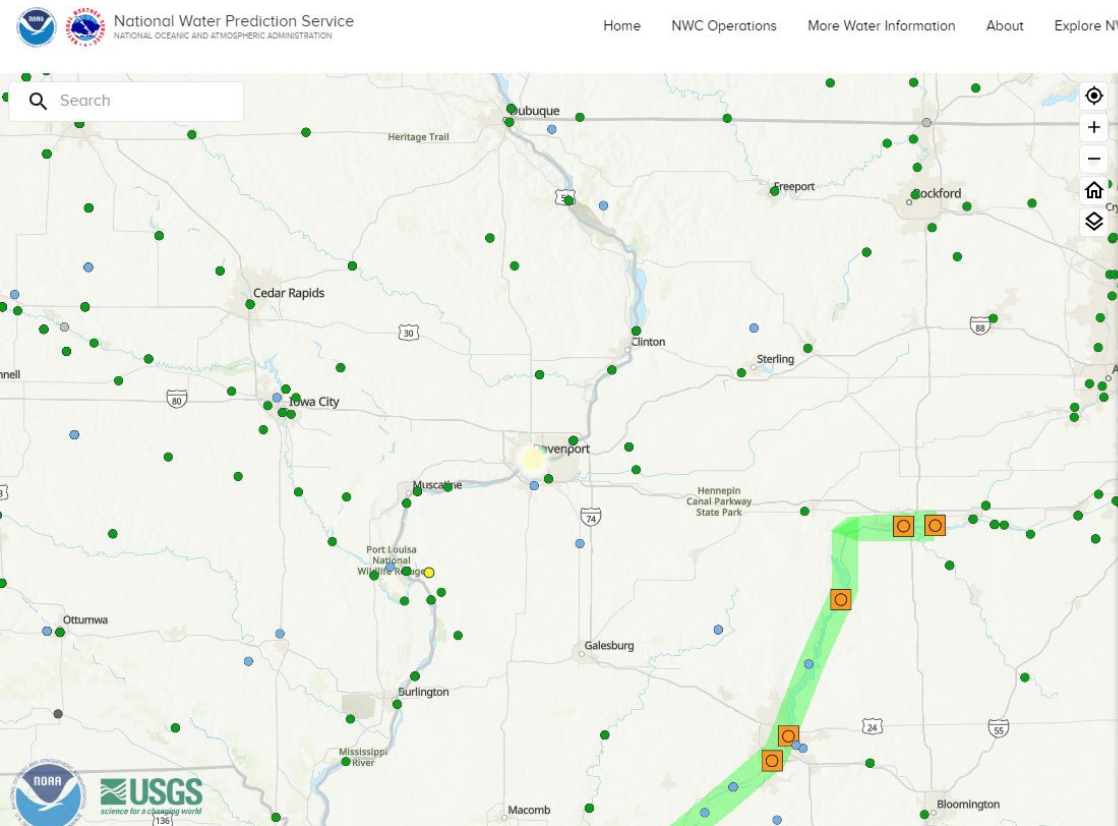 National Water Prediction Service
NATIONAL OCEANIC AND ATMOSPHERIC ADMINISTRATION
NOAA
Home
NWC Operations
More Water Information
About
Explore
Search
Dubuque
Heritage Trail
Freeport
Rockford
Cedar Rapids
30
Clinton
88
Sterling
80
Iowa City
Davenport
Muscatine
Hennepin
Canal Parkway
State Park
74
Port Louisa
National
Wildlife Refuge
Ottumwa
Galesburg
Burlington
24
55
Mississippi
River
NOAA
USGS
science for a changing world
136
Macomb
Bloomington